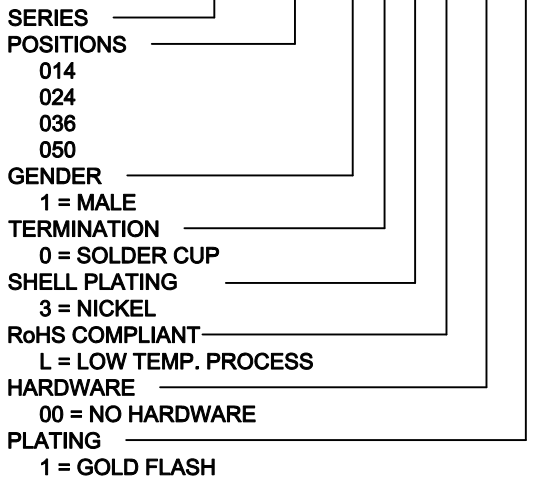 SERIES
POSITIONS
014
024
036
050
GENDER
1 = MALE
TERMINATION
0 = SOLDER CUP
SHELL PLATING
3 = NICKEL
RoHS COMPLIANT
L = LOW TEMP. PROCESS
HARDWARE
00 = NO HARDWARE
PLATING
1 = GOLD FLASH